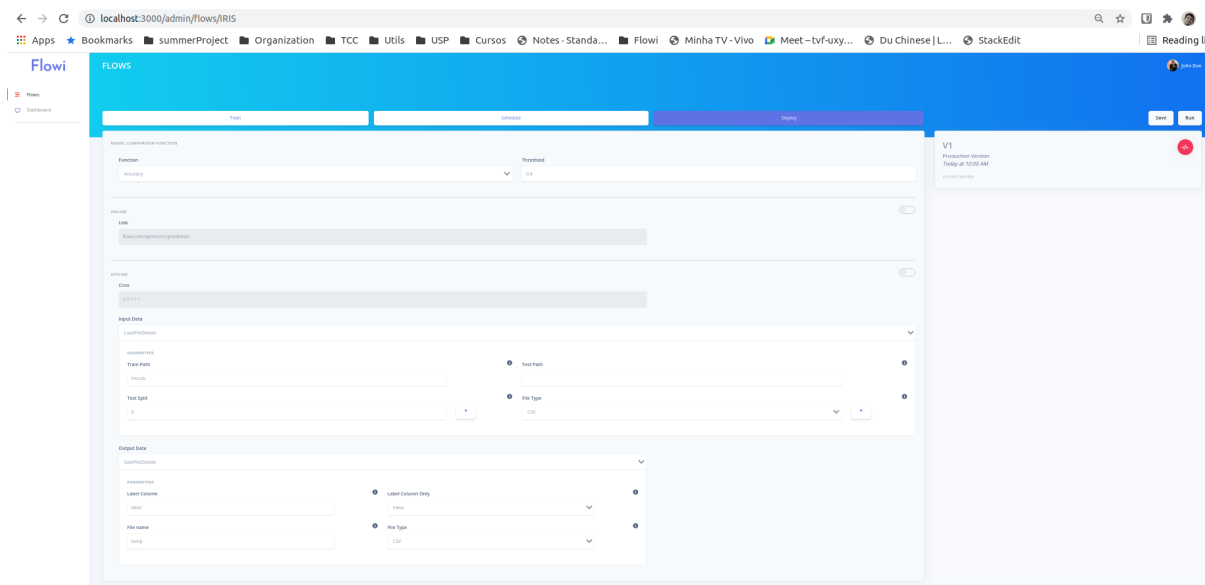 localhost:3000/admin/flows/IRIS
Apps Bookmarks summerProject Organization TCC Utils USP Cursos Notes - Standa... Flowi Minha TV - Vivo Meet – tvf-uxy... Du Chinese | L... StackEdit Reading li
Flowi
FLOWS
John Doe
Flows
Dashboard
Train Schedule Deploy Save Run
MODEL COMPARISON FUNCTION
Function Threshold
Accuracy 0.9
V1
Production Version
Today at 10:00 AM
current version
ONLINE
Link
OFFLINE
Cron
Input Data
LoadFileDetails
PARAMETERS
Train Path Test Path
Test Split File Type
0 * CSV *
Output Data
SaveFileDetails
PARAMETERS
Label Column Label Column Only
label False
File name File Type
temp CSV